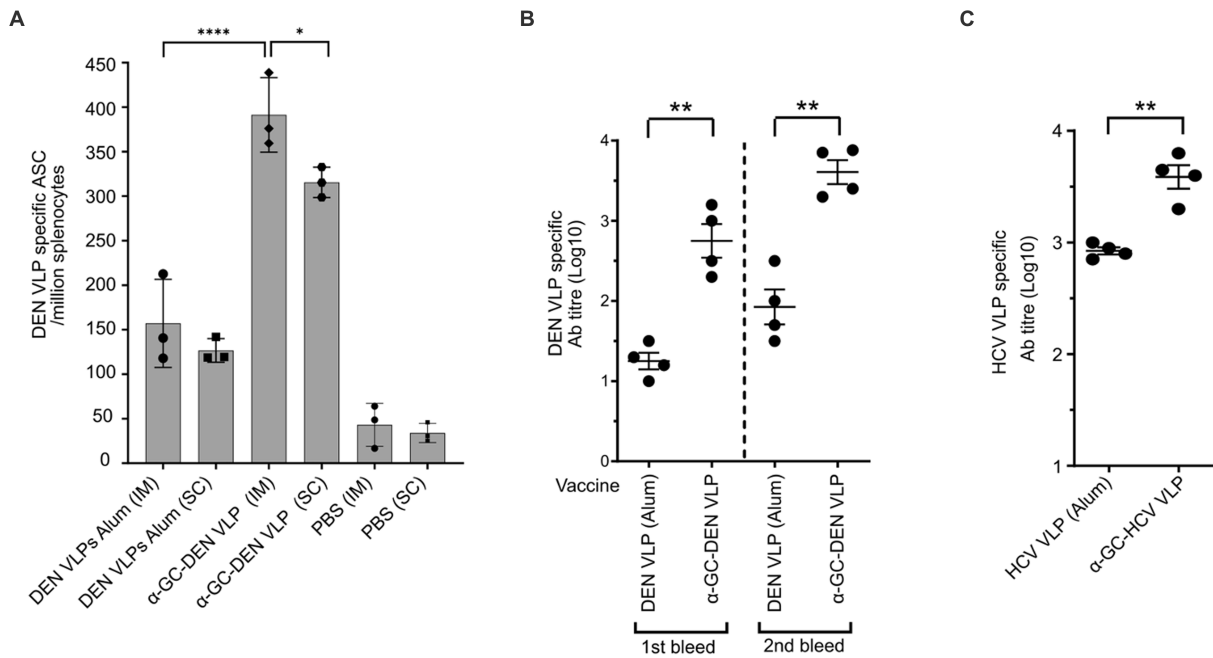 A
DEN VLP specific ASC
/million splenocytes
450
400
350
300
250
200
150
100
50
0
****
*
DEN VLPs Alum (IM)
DEN VLPs Alum (SC)
α-GC-DEN VLP (IM)
α-GC-DEN VLP (SC)
PBS (IM)
PBS (SC)
B
DEN VLP specific
Ab titre (Log10)
4
3
2
1
0
**
**
Vaccine
DEN VLP (Alum)
α-GC-DEN VLP
DEN VLP (Alum)
α-GC-DEN VLP
1st bleed
2nd bleed
C
HCV VLP specific
Ab titre (Log10)
4
3
2
1
**
HCV VLP (Alum)
α-GC-HCV VLP